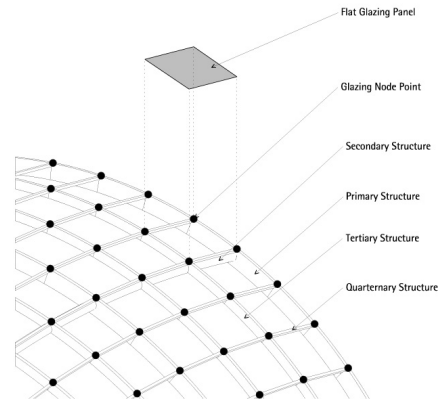 Flat Glazing Panel
Glazing Node Point
Secondary Structure
Primary Structure
Tertiary Structure
Quarternary Structure